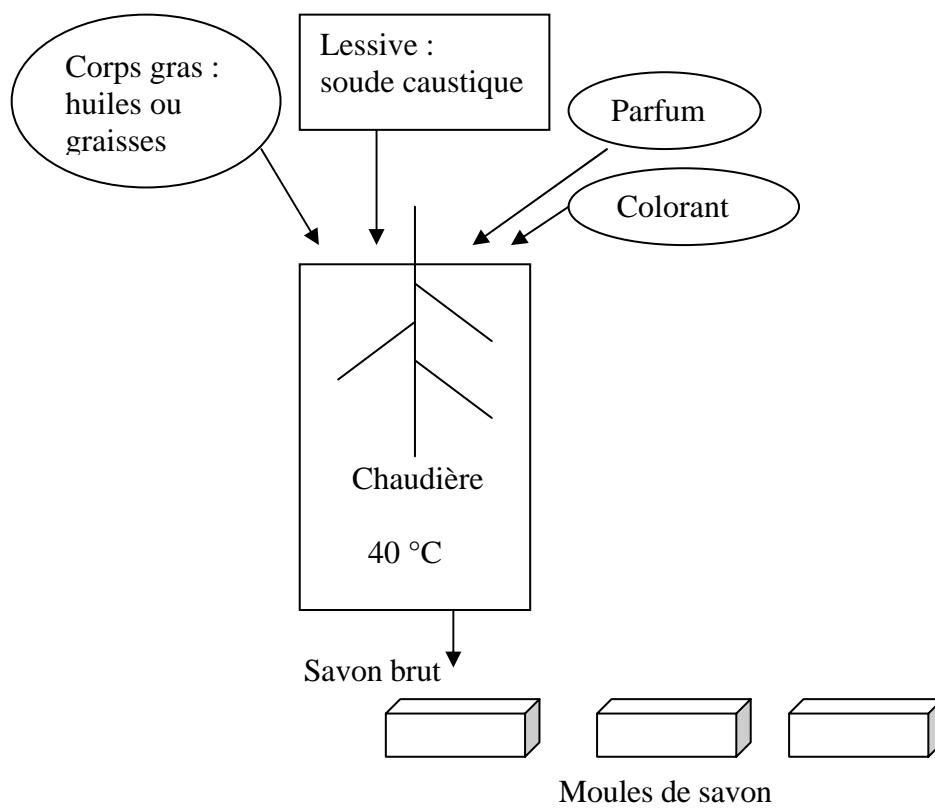 Corps gras :
huiles ou
graisses
Lessive :
soude caustique
Parfum
Colorant
Chaudière
40 °C
Savon brut
Moules de savon